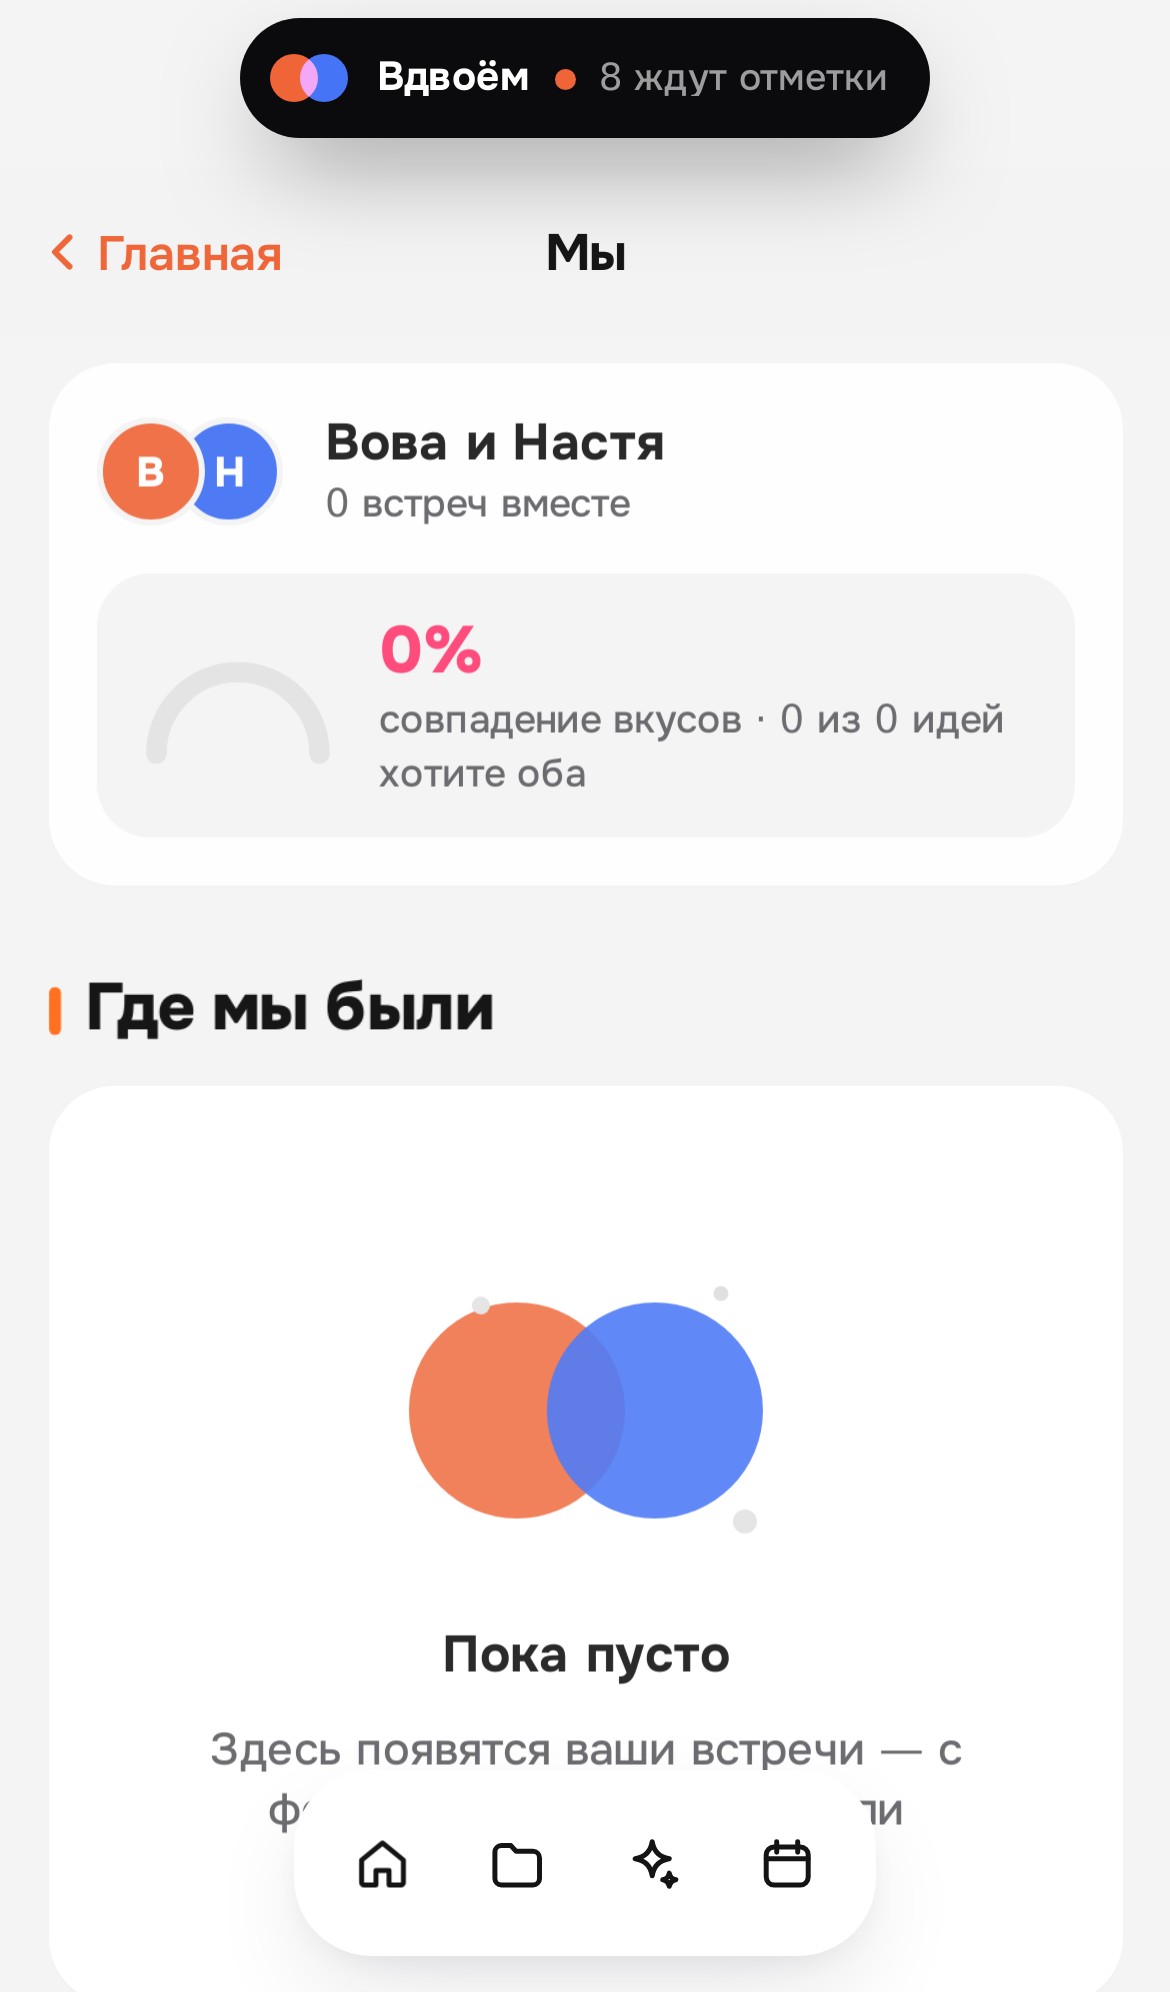 Вдвоём 8 ждут отметки
Главная
Мы
В Н
Вова и Настя
0 встреч вместе
0%
совпадение вкусов · 0 из 0 идей
хотите оба
Где мы были
Пока пусто
Здесь появятся ваши встречи — с